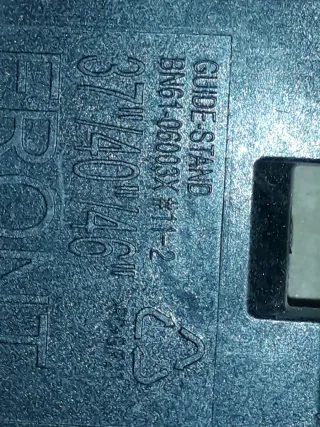 GUIDE-STAND
BN61-06003X #11-2
37"/40"/46"
FRONT